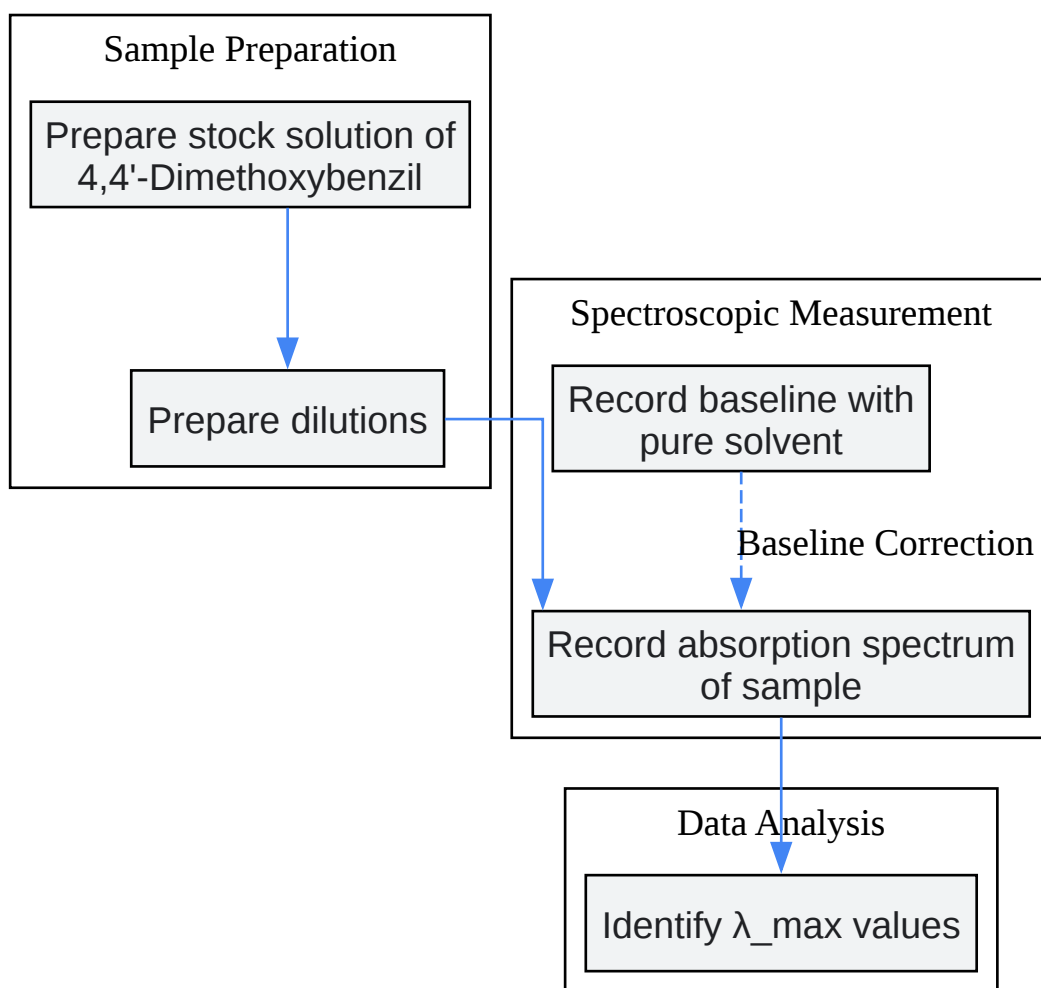 Sample Preparation
Prepare stock solution of
4,4'-Dimethoxybenzil
Prepare dilutions
Spectroscopic Measurement
Record baseline with
pure solvent
Baseline Correction
Record absorption spectrum
of sample
Data Analysis
Identify λ_max values